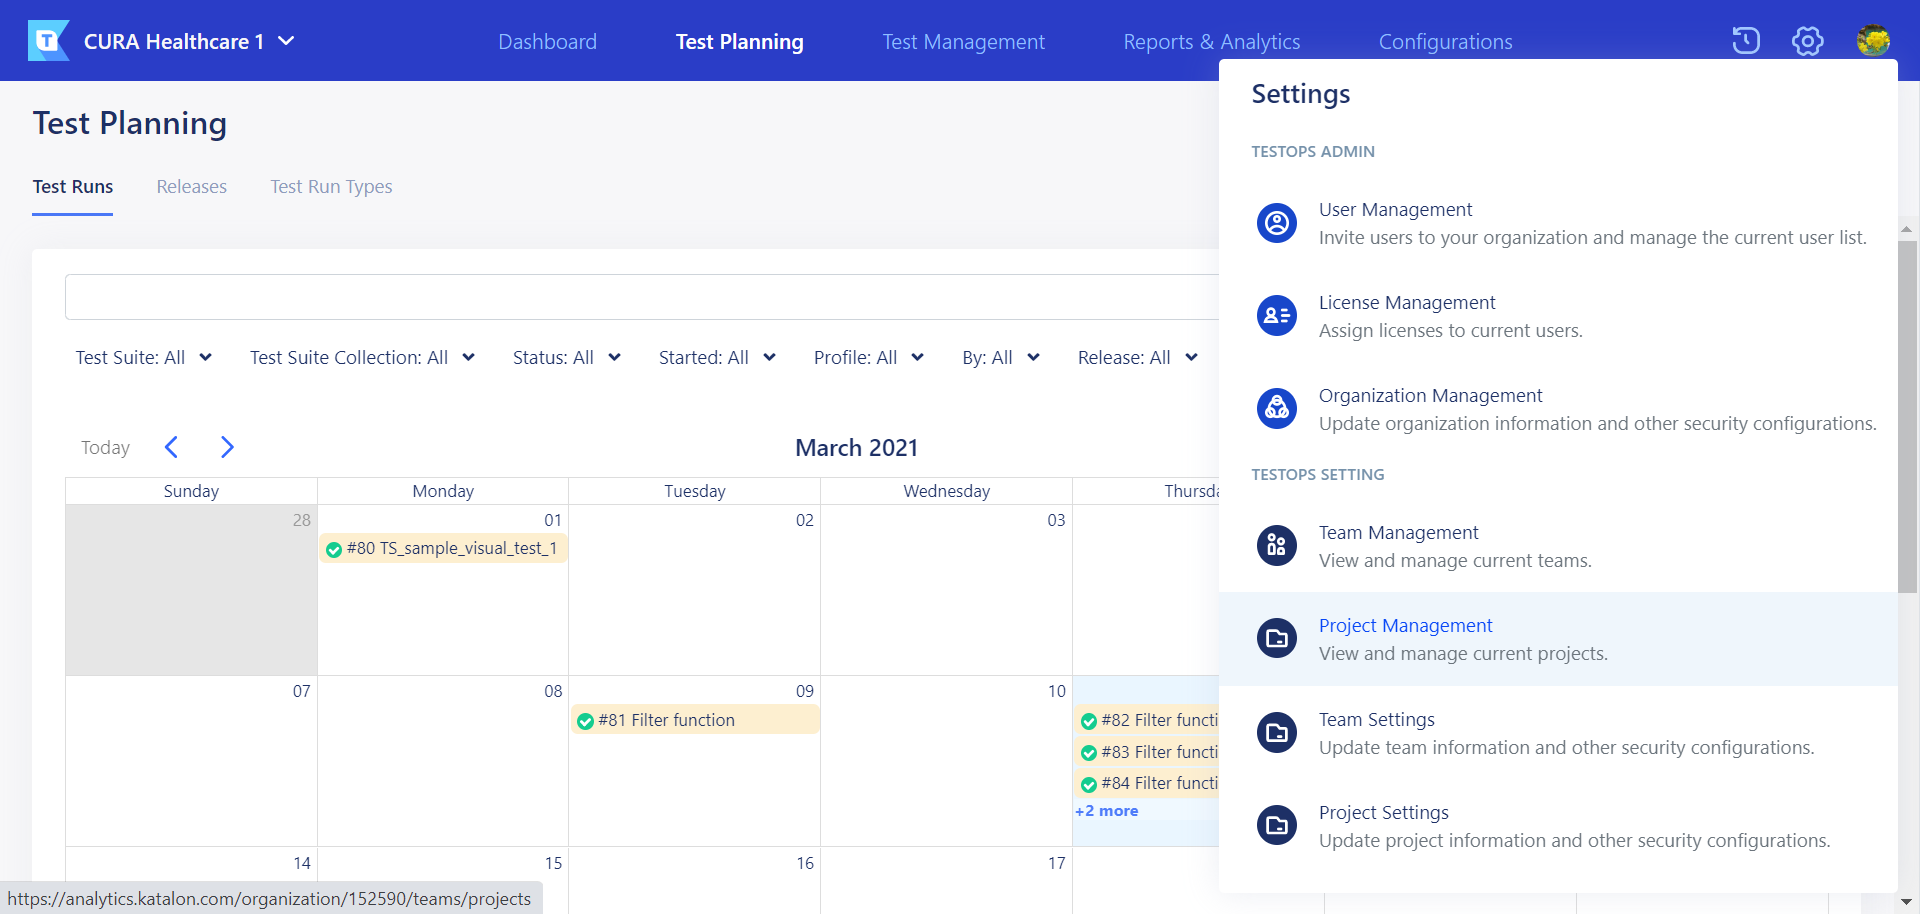 T
CURA Healthcare 1
Dashboard
Test Planning
Test Management
Reports & Analytics
Configurations
Test Planning
Test Runs
Releases
Test Run Types
Test Suite: All
Test Suite Collection: All
Status: All
Started: All
Profile: All
By: All
Release: All
Today
March 2021
Sunday
Monday
Tuesday
Wednesday
Thursda
28
01
02
03
#80 TS_sample_visual_test_1
07
08
09
10
#81 Filter function
#82 Filter functi
#83 Filter functi
#84 Filter functi
+2 more
14
15
16
17
https://analytics.katalon.com/organization/152590/teams/projects
Settings
TESTOPS ADMIN
User Management
Invite users to your organization and manage the current user list.
License Management
Assign licenses to current users.
Organization Management
Update organization information and other security configurations.
TESTOPS SETTING
Team Management
View and manage current teams.
Project Management
View and manage current projects.
Team Settings
Update team information and other security configurations.
Project Settings
Update project information and other security configurations.